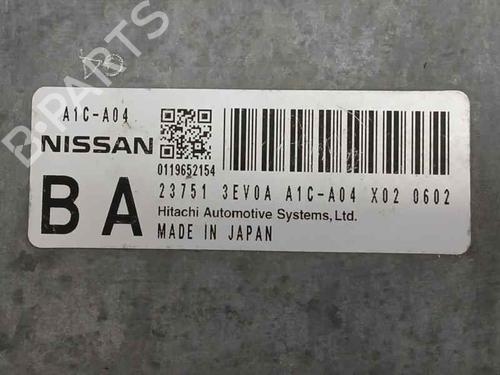 A1C-A04
NISSAN
0119652154
BA
23751 3EV0A A1C-A04 X02 0602
Hitachi Automotive Systems, Ltd.
MADE IN JAPAN
B-PARTS